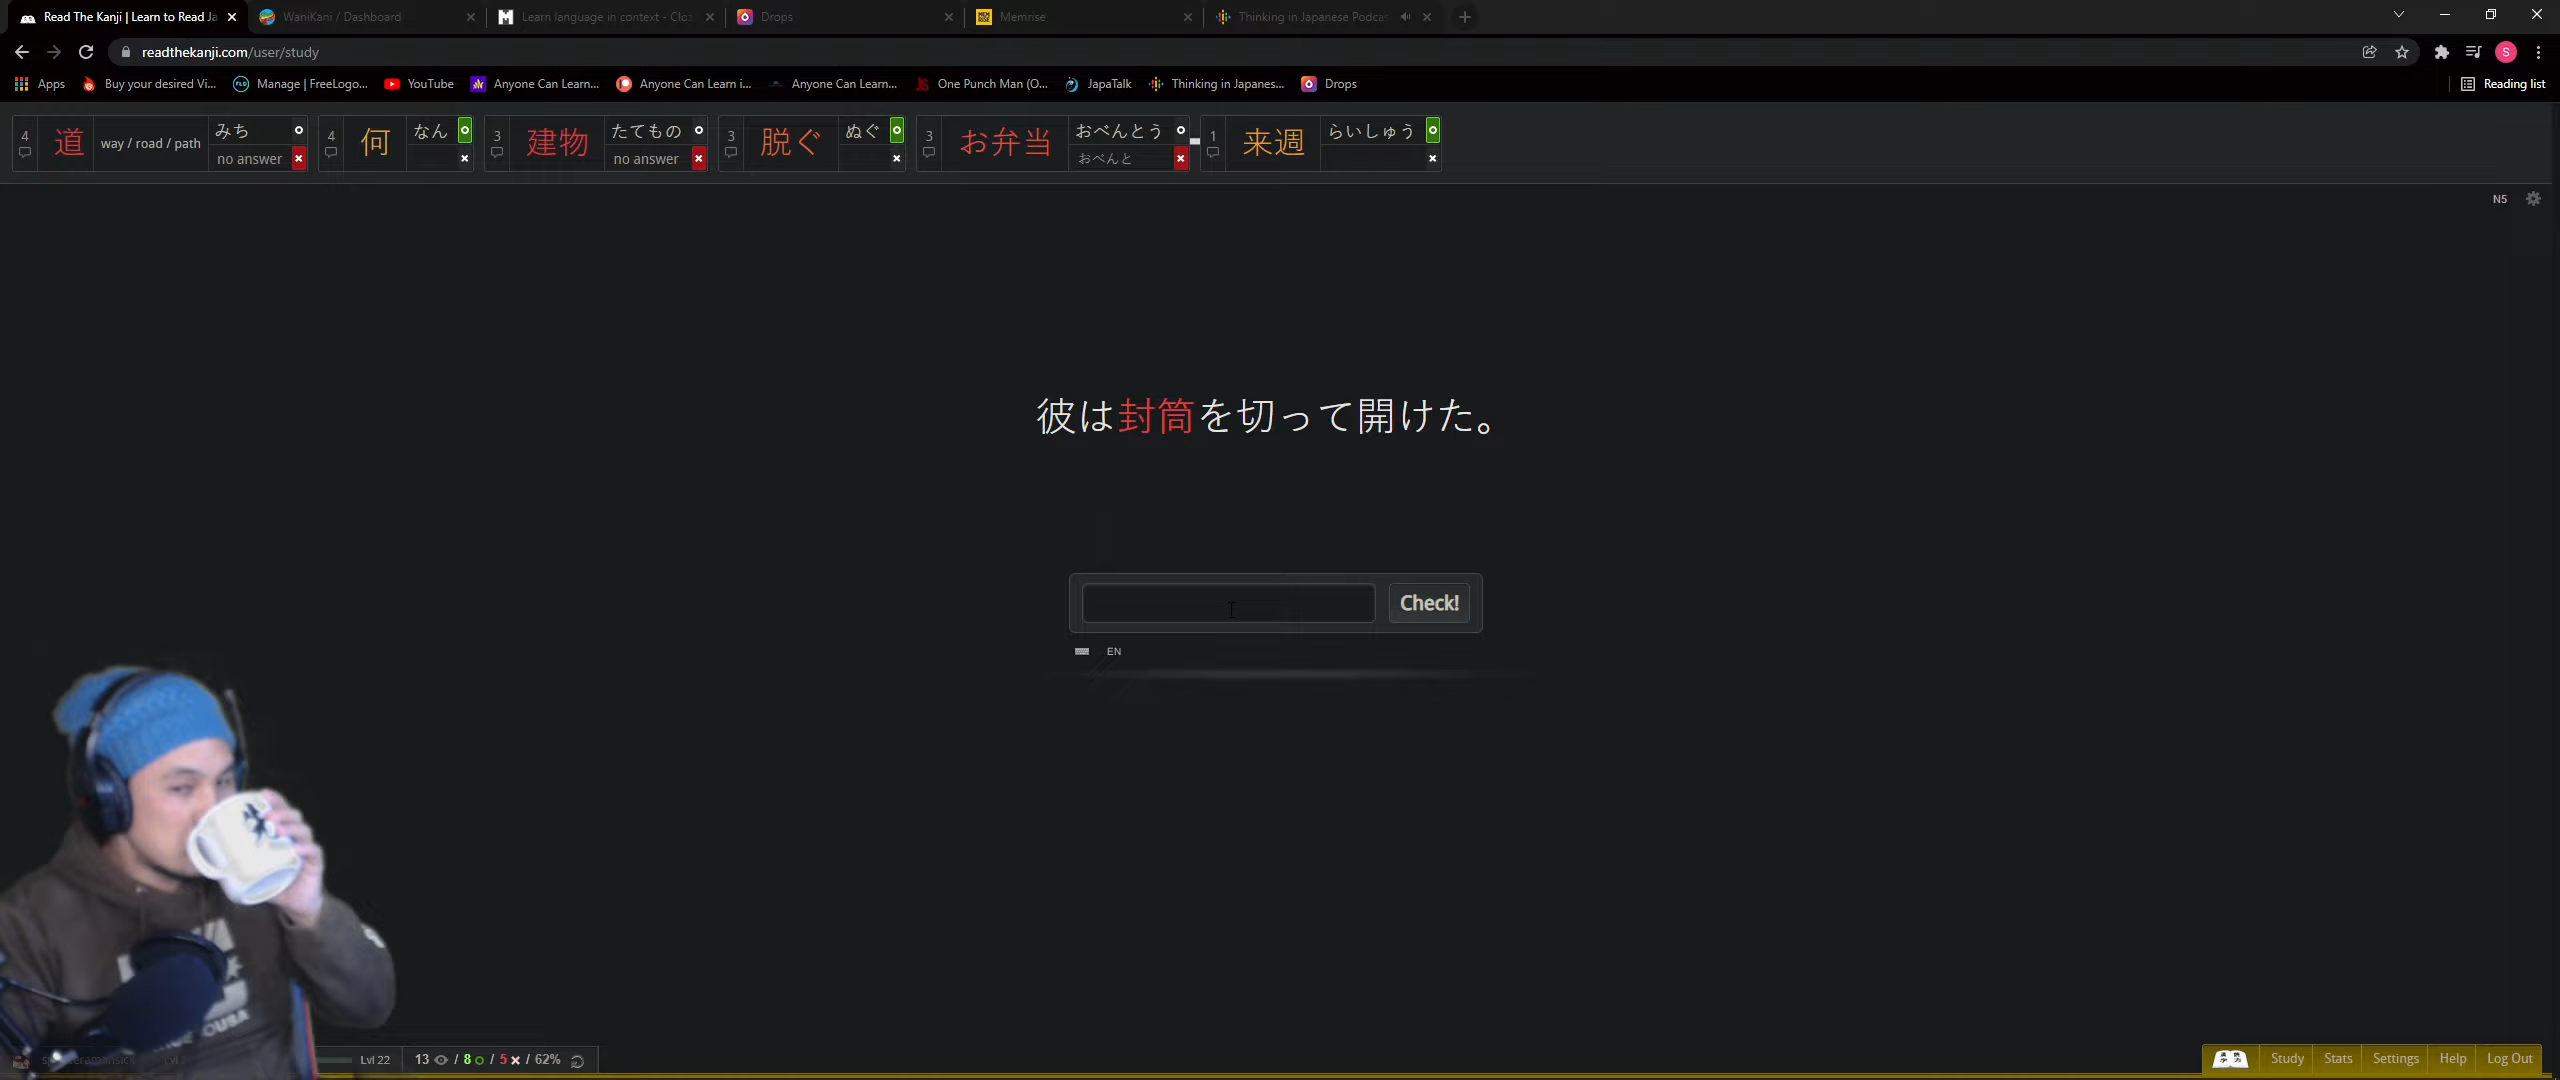 Read The Kanji | Learn to Read Ja
WaniKani / Dashboard
Learn language in context - Cloz
Drops
Memrise
Thinking in Japanese Podcas
readthekanji.com/user/study
Apps
Buy your desired Vi...
Manage | FreeLogo...
YouTube
Anyone Can Learn...
Anyone Can Learn i...
Anyone Can Learn...
One Punch Man (O...
JapaTalk
Thinking in Japanes...
Drops
Reading list
4 道 way / road / path みち no answer
4 何 なん
3 建物 たてもの no answer
3 脱ぐ ぬぐ
3 お弁当 おべんとう おべんと
1 来週 らいしゅう
N5
彼は封筒を切って開けた。
Check!
EN
Lvl 22
13 / 8 / 5 / 62%
Study
Stats
Settings
Help
Log Out